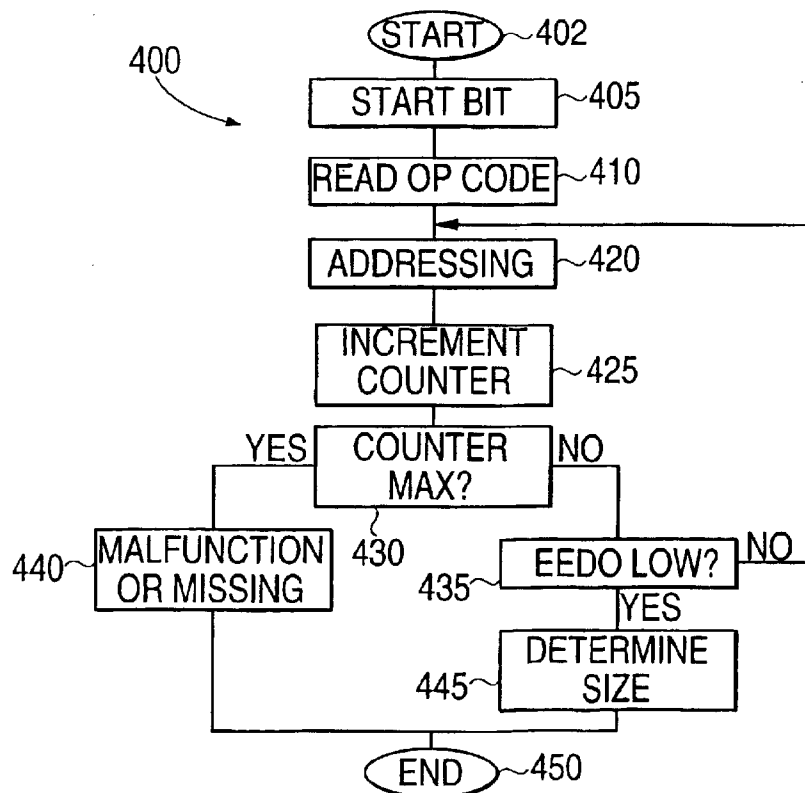 START 402
400
START BIT 405
READ OP CODE 410
ADDRESSING 420
INCREMENT
COUNTER 425
YES COUNTER NO
MAX?
430
440 MALFUNCTION
OR MISSING
435 EEDO LOW? NO
YES
445 DETERMINE
SIZE
END 450